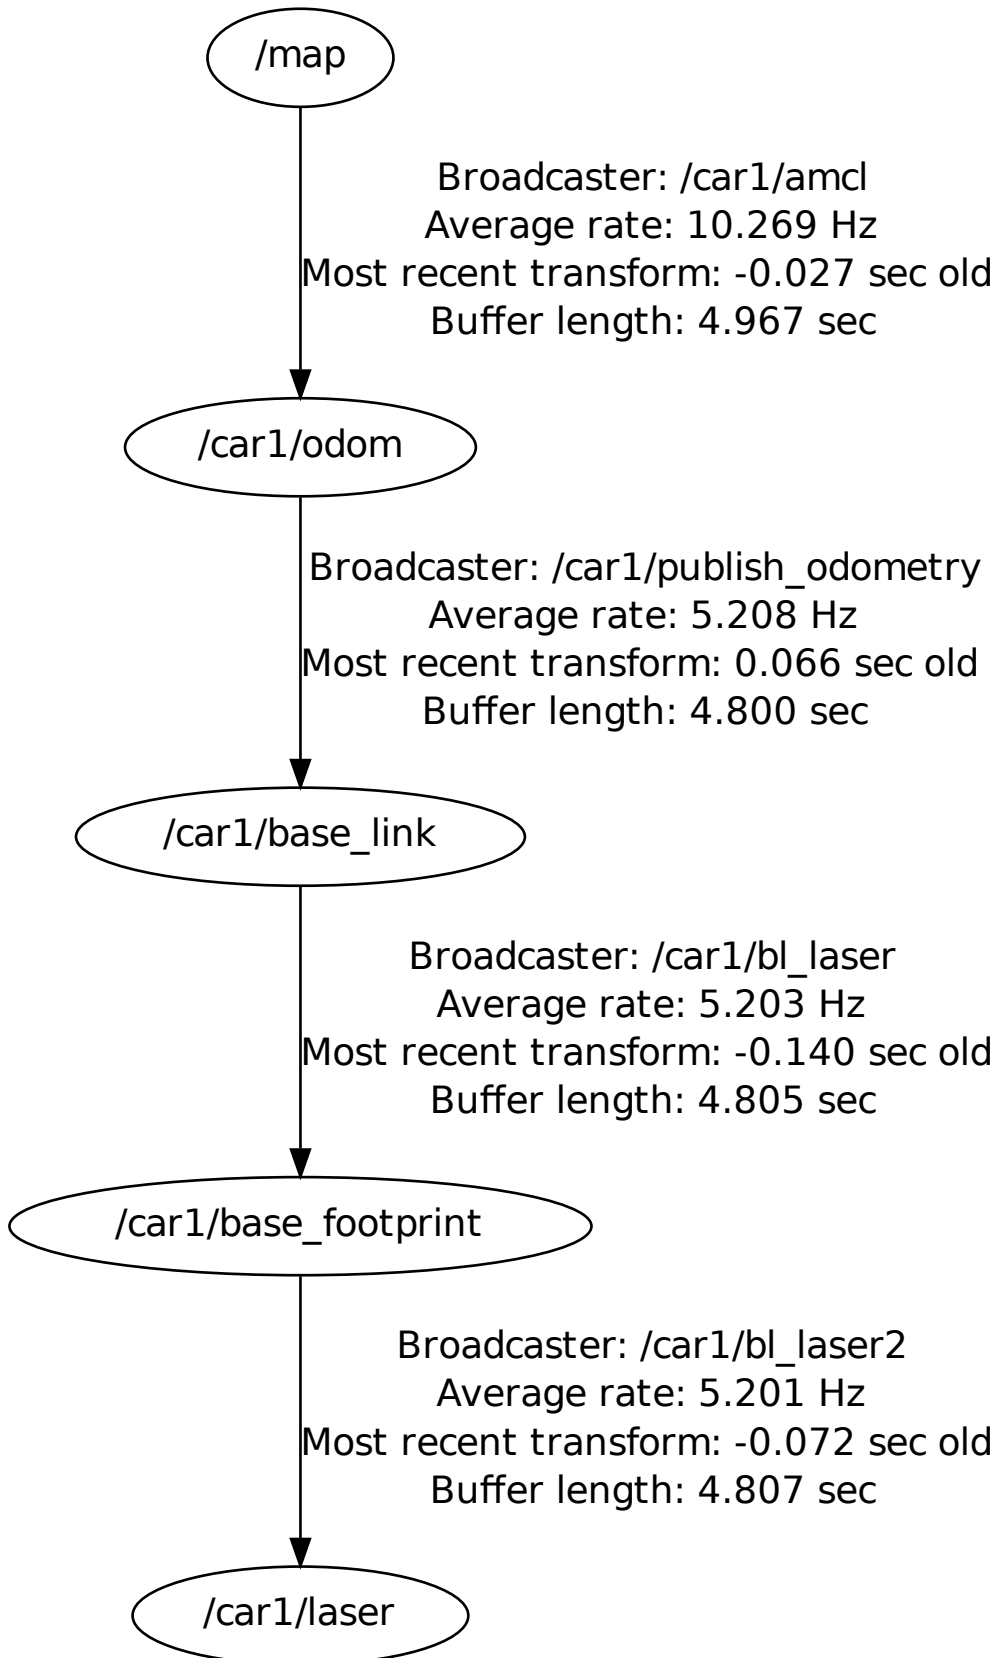 /map
Broadcaster: /car1/amcl
Average rate: 10.269 Hz
Most recent transform: -0.027 sec old
Buffer length: 4.967 sec
/car1/odom
Broadcaster: /car1/publish_odometry
Average rate: 5.208 Hz
Most recent transform: 0.066 sec old
Buffer length: 4.800 sec
/car1/base_link
Broadcaster: /car1/bl_laser
Average rate: 5.203 Hz
Most recent transform: -0.140 sec old
Buffer length: 4.805 sec
/car1/base_footprint
Broadcaster: /car1/bl_laser2
Average rate: 5.201 Hz
Most recent transform: -0.072 sec old
Buffer length: 4.807 sec
/car1/laser